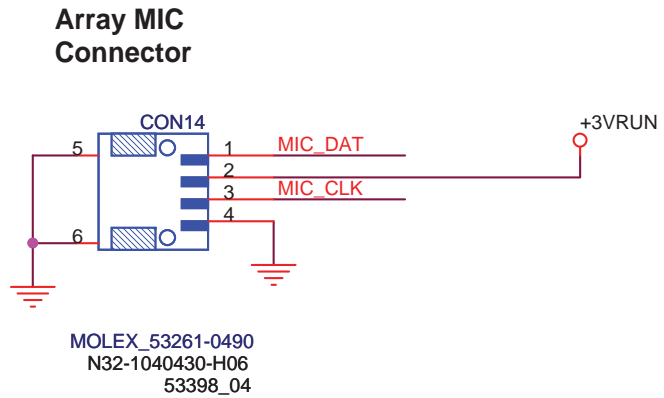 Array MIC
Connector
CON14
+3VRUN
5
1
MIC_DAT
2
3
MIC_CLK
4
6
MOLEX_53261-0490
N32-1040430-H06
53398_04